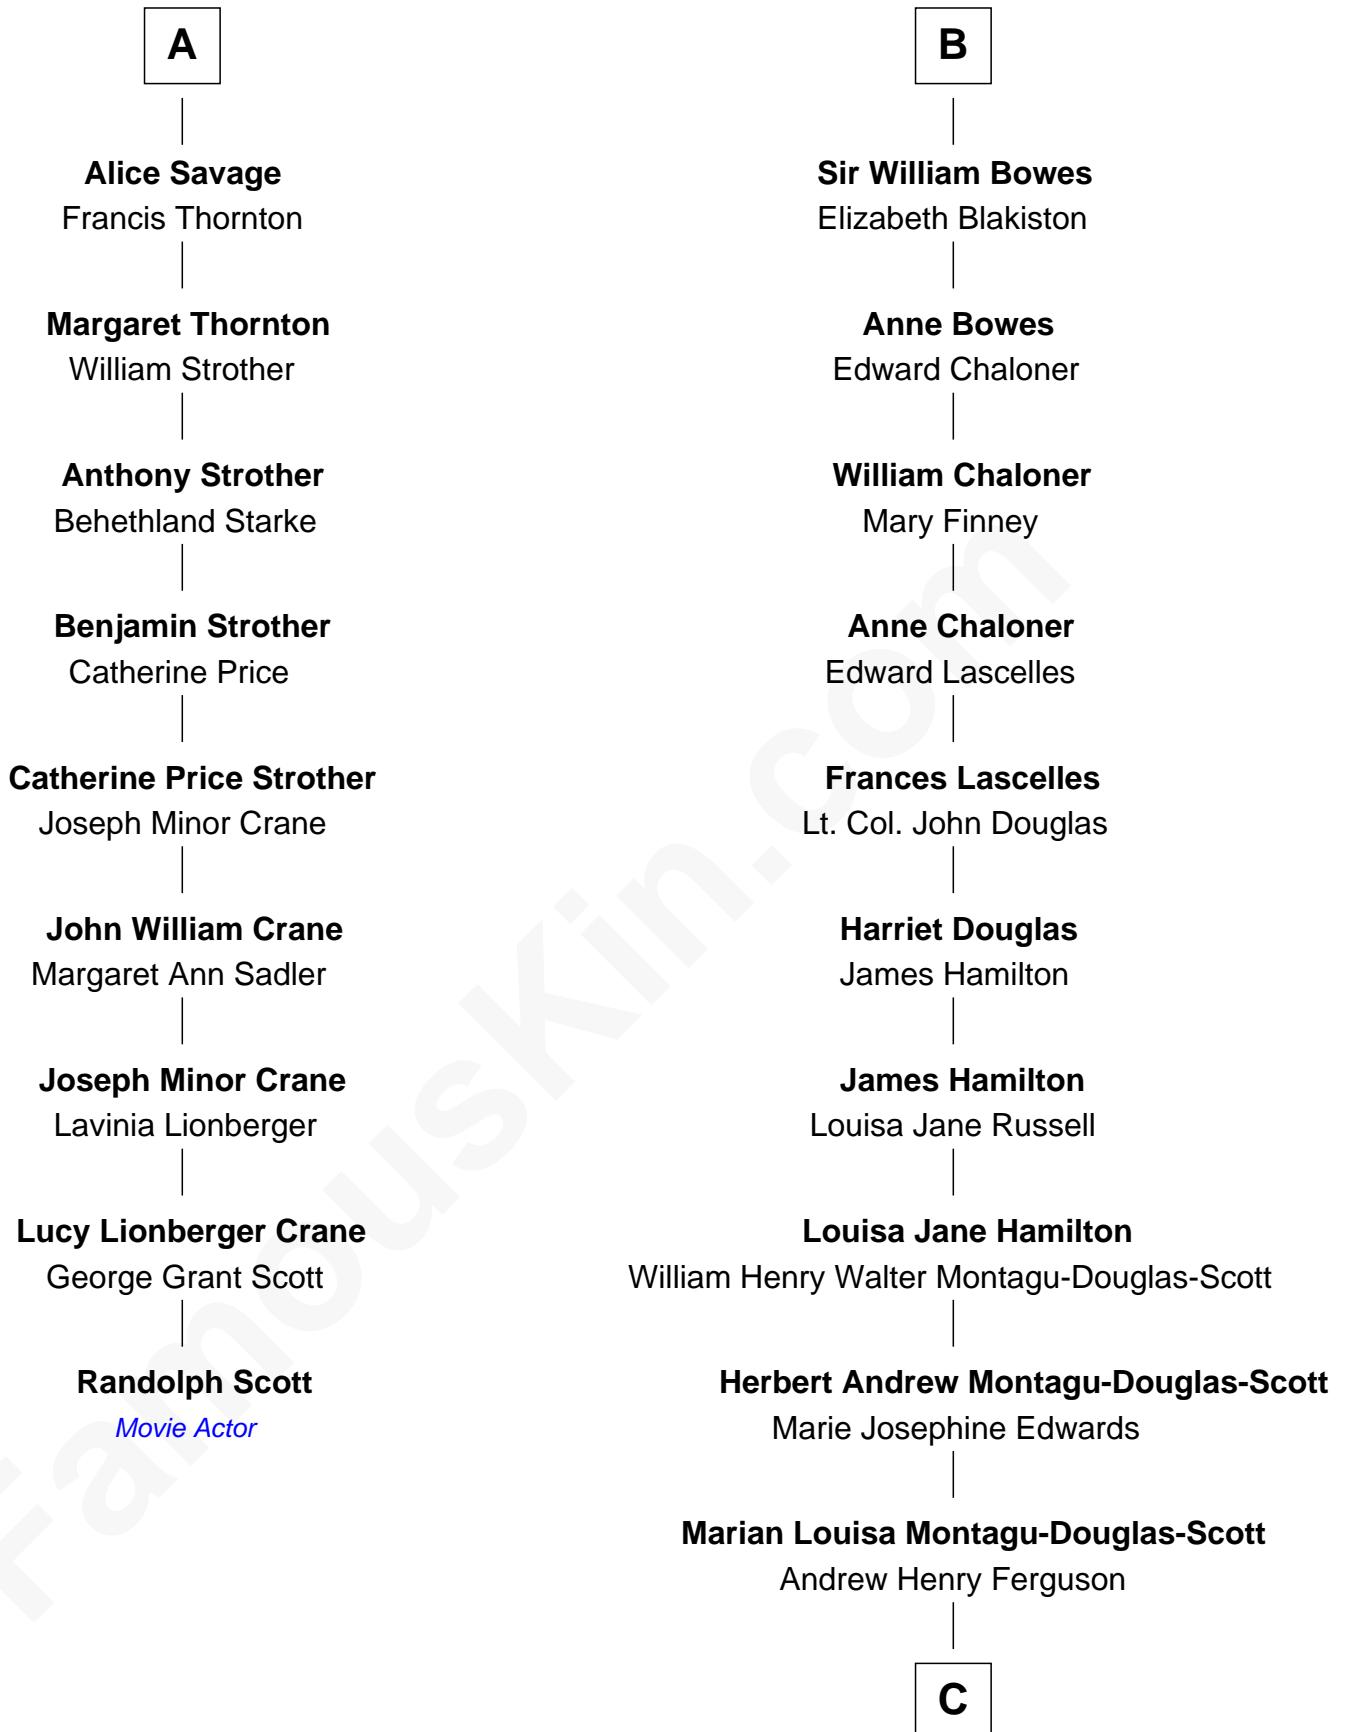 A
Alice Savage
Francis Thornton
Margaret Thornton
William Strother
Anthony Strother
Behethland Starke
Benjamin Strother
Catherine Price
Catherine Price Strother
Joseph Minor Crane
John William Crane
Margaret Ann Sadler
Joseph Minor Crane
Lavinia Lionberger
Lucy Lionberger Crane
George Grant Scott
Randolph Scott
Movie Actor
B
Sir William Bowes
Elizabeth Blakiston
Anne Bowes
Edward Chaloner
William Chaloner
Mary Finney
Anne Chaloner
Edward Lascelles
Frances Lascelles
Lt. Col. John Douglas
Harriet Douglas
James Hamilton
James Hamilton
Louisa Jane Russell
Louisa Jane Hamilton
William Henry Walter Montagu-Douglas-Scott
Herbert Andrew Montagu-Douglas-Scott
Marie Josephine Edwards
Marian Louisa Montagu-Douglas-Scott
Andrew Henry Ferguson
C
FamousKin.com